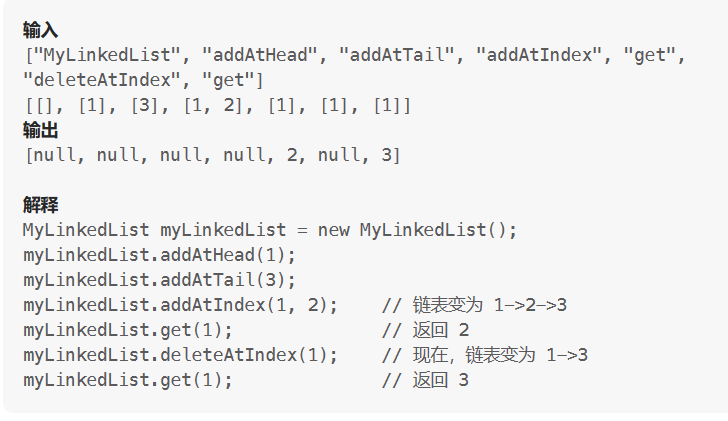 输入
["MyLinkedList", "addAtHead", "addAtTail", "addAtIndex", "get",
"deleteAtIndex", "get"]
[[], [1], [3], [1, 2], [1], [1], [1]]
输出
[null, null, null, null, 2, null, 3]
解释
MyLinkedList myLinkedList = new MyLinkedList();
myLinkedList.addAtHead(1);
myLinkedList.addAtTail(3);
myLinkedList.addAtIndex(1, 2);    // 链表变为 1->2->3
myLinkedList.get(1);              // 返回 2
myLinkedList.deleteAtIndex(1);    // 现在，链表变为 1->3
myLinkedList.get(1);              // 返回 3